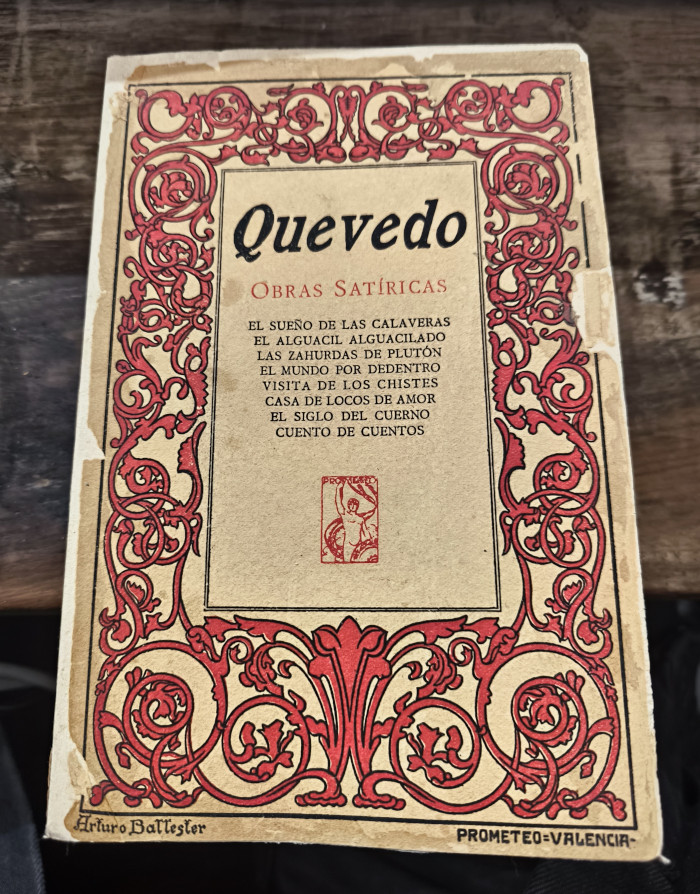 Quevedo
OBRAS SATÍRICAS
EL SUEÑO DE LAS CALAVERAS
EL ALGUACIL ALGUACILADO
LAS ZAHURDAS DE PLUTÓN
EL MUNDO POR DEDENTRO
VISITA DE LOS CHISTES
CASA DE LOCOS DE AMOR
EL SIGLO DEL CUERNO
CUENTO DE CUENTOS
PROMETEO
Arturo Ballester
PROMETEO=VALENCIA-